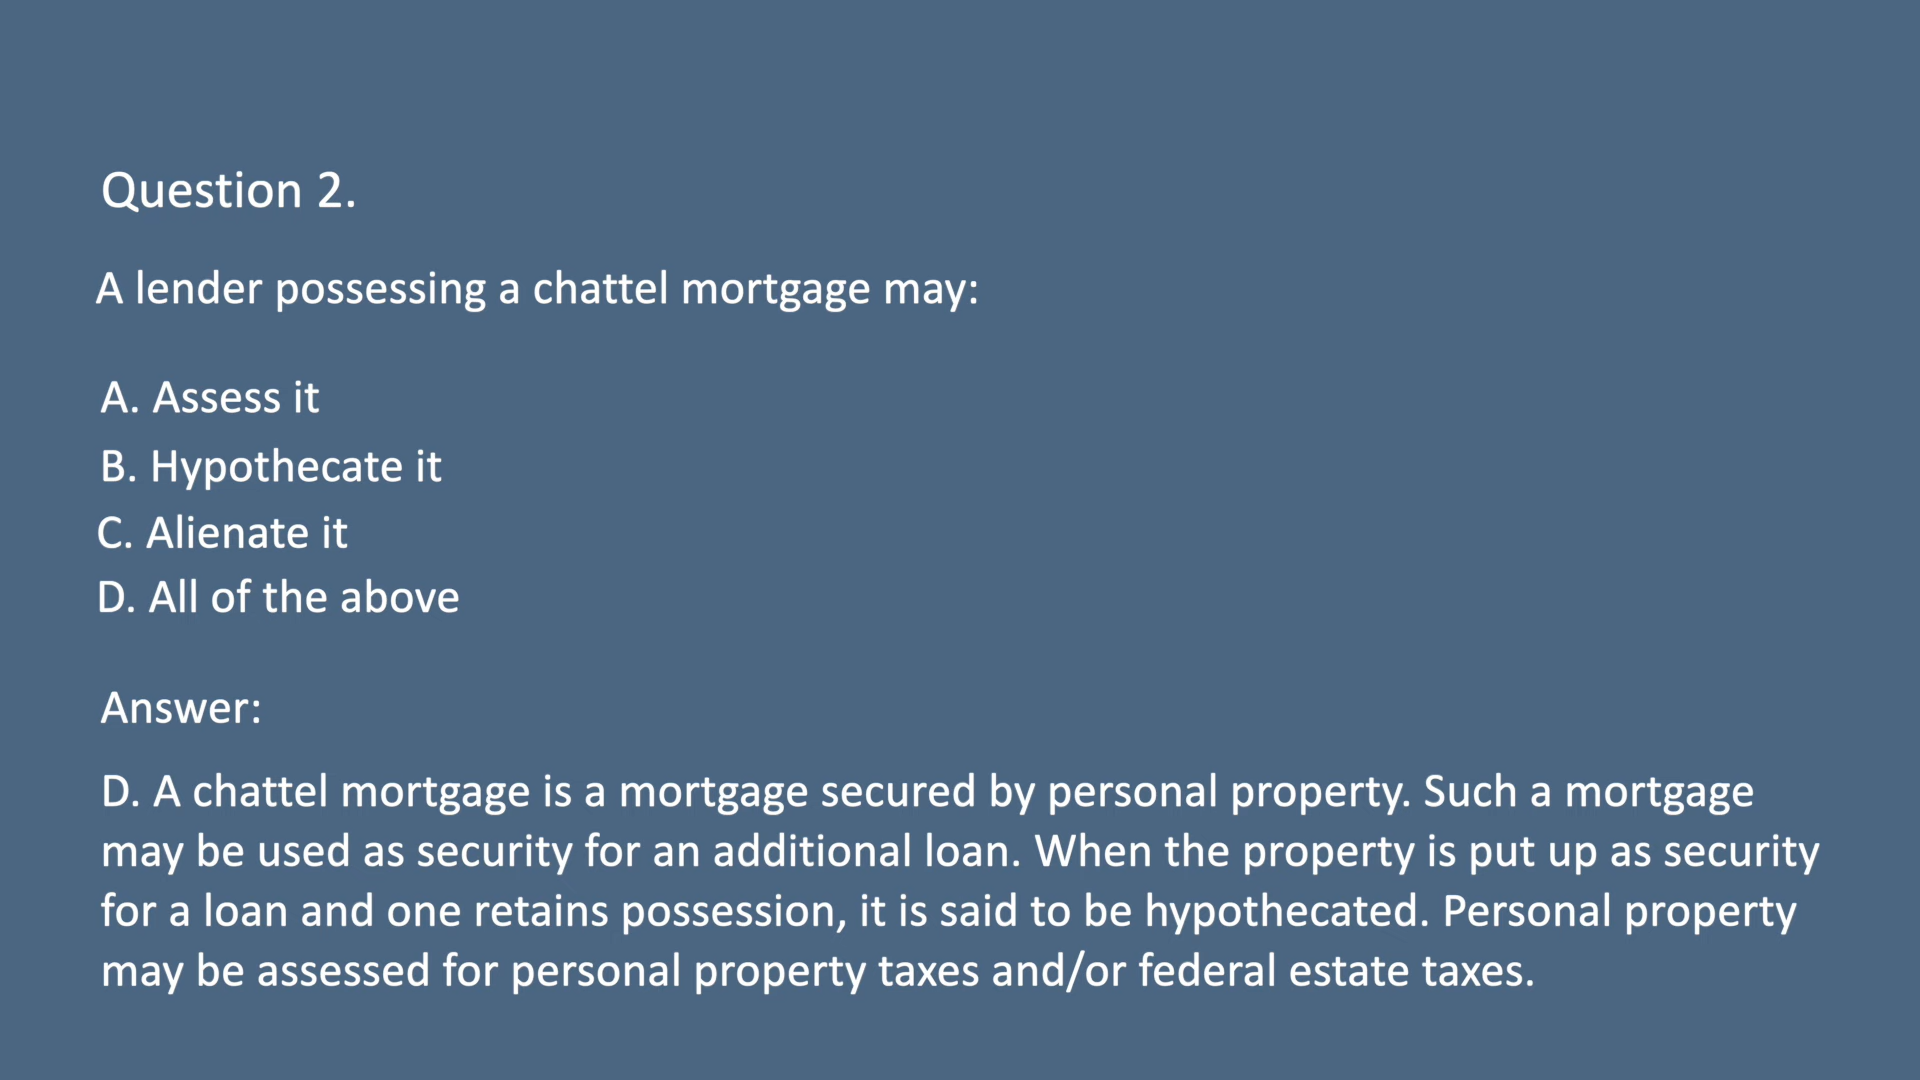 Question 2.
A lender possessing a chattel mortgage may:
A. Assess it
B. Hypothecate it
C. Alienate it
D. All of the above
Answer:
D. A chattel mortgage is a mortgage secured by personal property. Such a mortgage
may be used as security for an additional loan. When the property is put up as security
for a loan and one retains possession, it is said to be hypothecated. Personal property
may be assessed for personal property taxes and/or federal estate taxes.